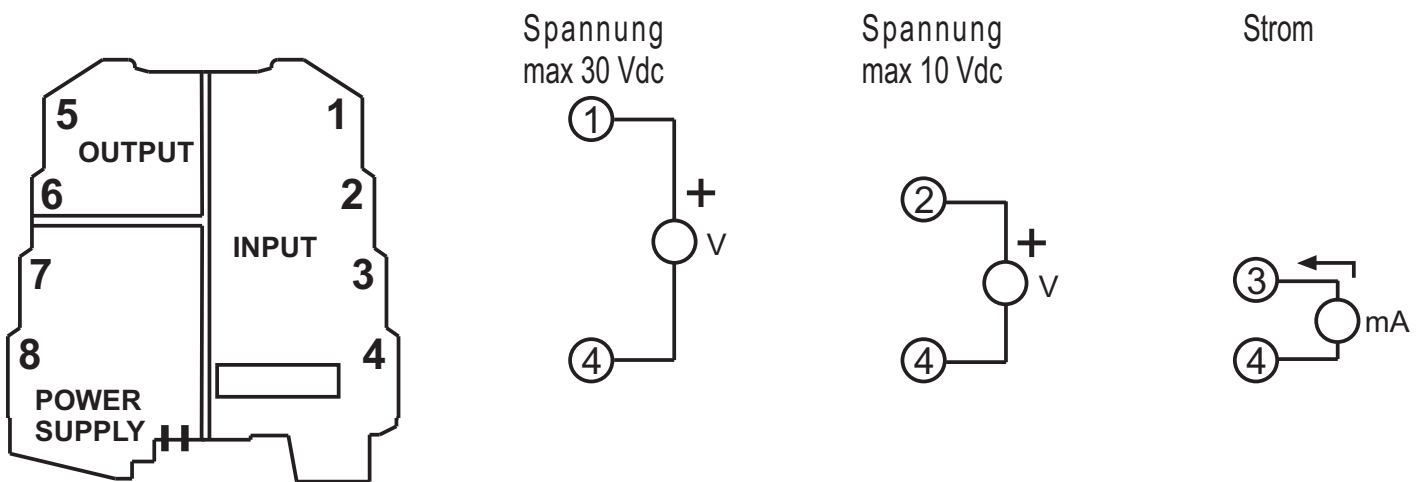 5
OUTPUT
6
7
8
POWER
SUPPLY
1
2
INPUT
3
4
Spannung
max 30 Vdc
1
+
V
4
Spannung
max 10 Vdc
2
+
V
4
Strom
3
mA
4